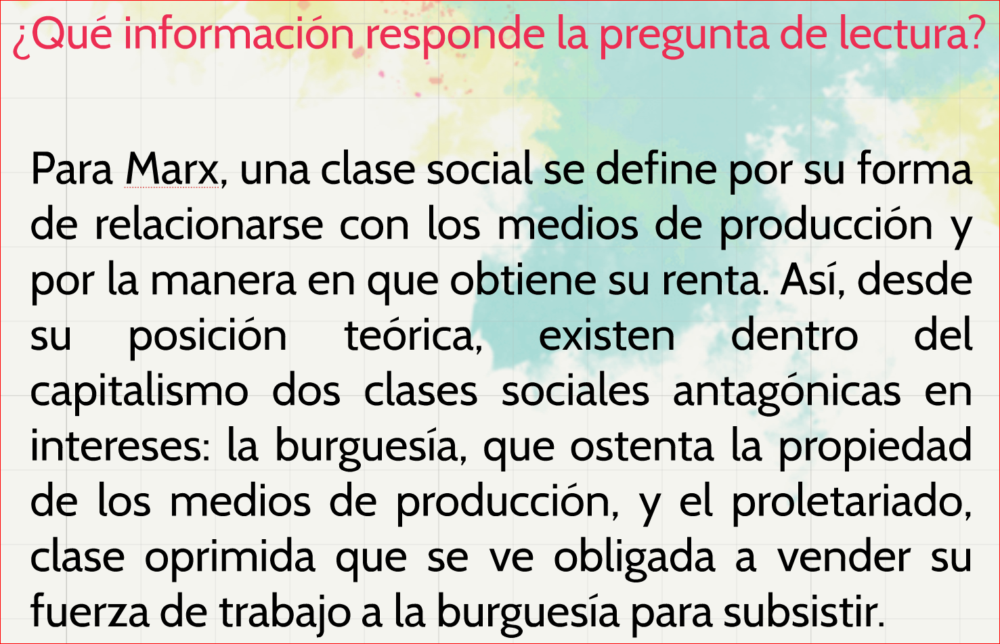 ¿Qué información responde la pregunta de lectura?
Para Marx, una clase social se define por su forma
de relacionarse con los medios de producción y
por la manera en que obtiene su renta. Así, desde
su posición teórica, existen dentro del
capitalismo dos clases sociales antagónicas en
intereses: la burguesía, que ostenta la propiedad
de los medios de producción, y el proletariado,
clase oprimida que se ve obligada a vender su
fuerza de trabajo a la burguesía para subsistir.